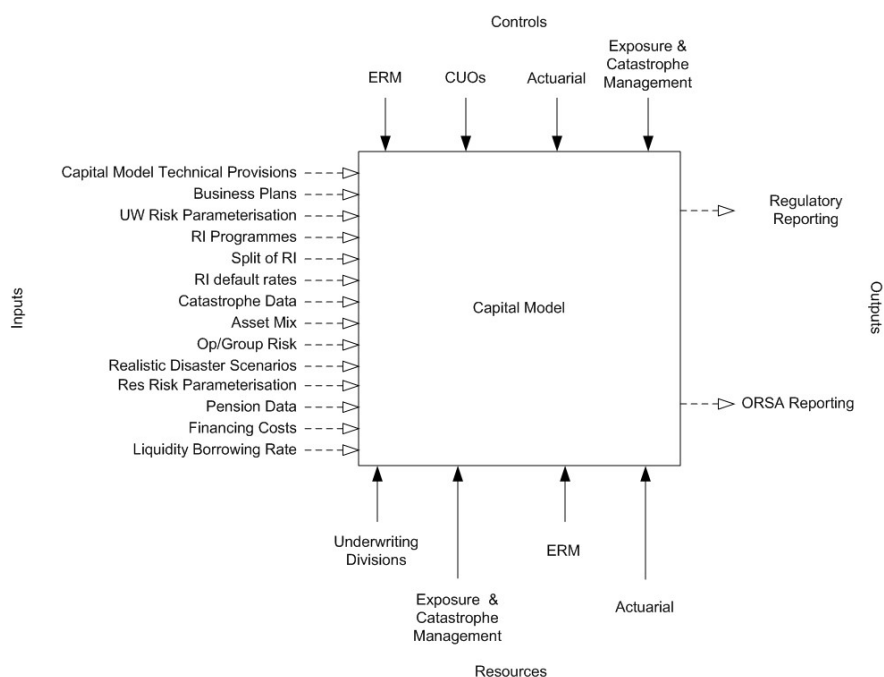 Controls
ERM
CUOs
Actuarial
Exposure &
Catastrophe
Management
Capital Model Technical Provisions
Business Plans
UW Risk Parameterisation
RI Programmes
Split of RI
RI default rates
Catastrophe Data
Asset Mix
Op/Group Risk
Realistic Disaster Scenarios
Res Risk Parameterisation
Pension Data
Financing Costs
Liquidity Borrowing Rate
Inputs
Capital Model
Regulatory
Reporting
ORSA Reporting
Outputs
Underwriting
Divisions
Exposure &
Catastrophe
Management
ERM
Actuarial
Resources